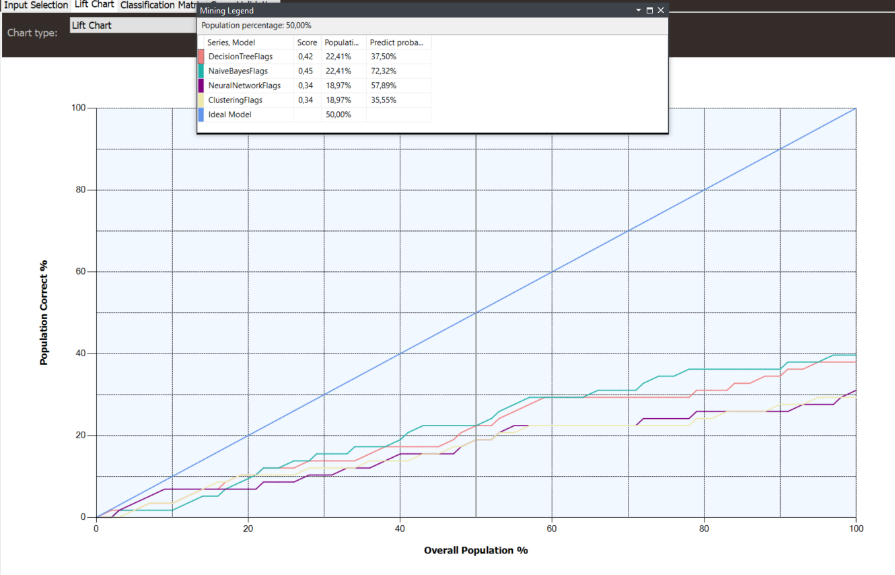 Input Selection Lift Chart Classification Matr
Mining Legend
Chart type: Lift Chart
Population percentage: 50,00%
Series, Model Score Populati... Predict proba...
DecisionTreeFlags 0,42 22,41% 37,50%
NaiveBayesFlags 0,45 22,41% 72,32%
NeuralNetworkFlags 0,34 18,97% 57,89%
ClusteringFlags 0,34 18,97% 35,55%
Ideal Model 50,00%
100
80
60
40
20
0
Population Correct %
0 20 40 60 80 100
Overall Population %